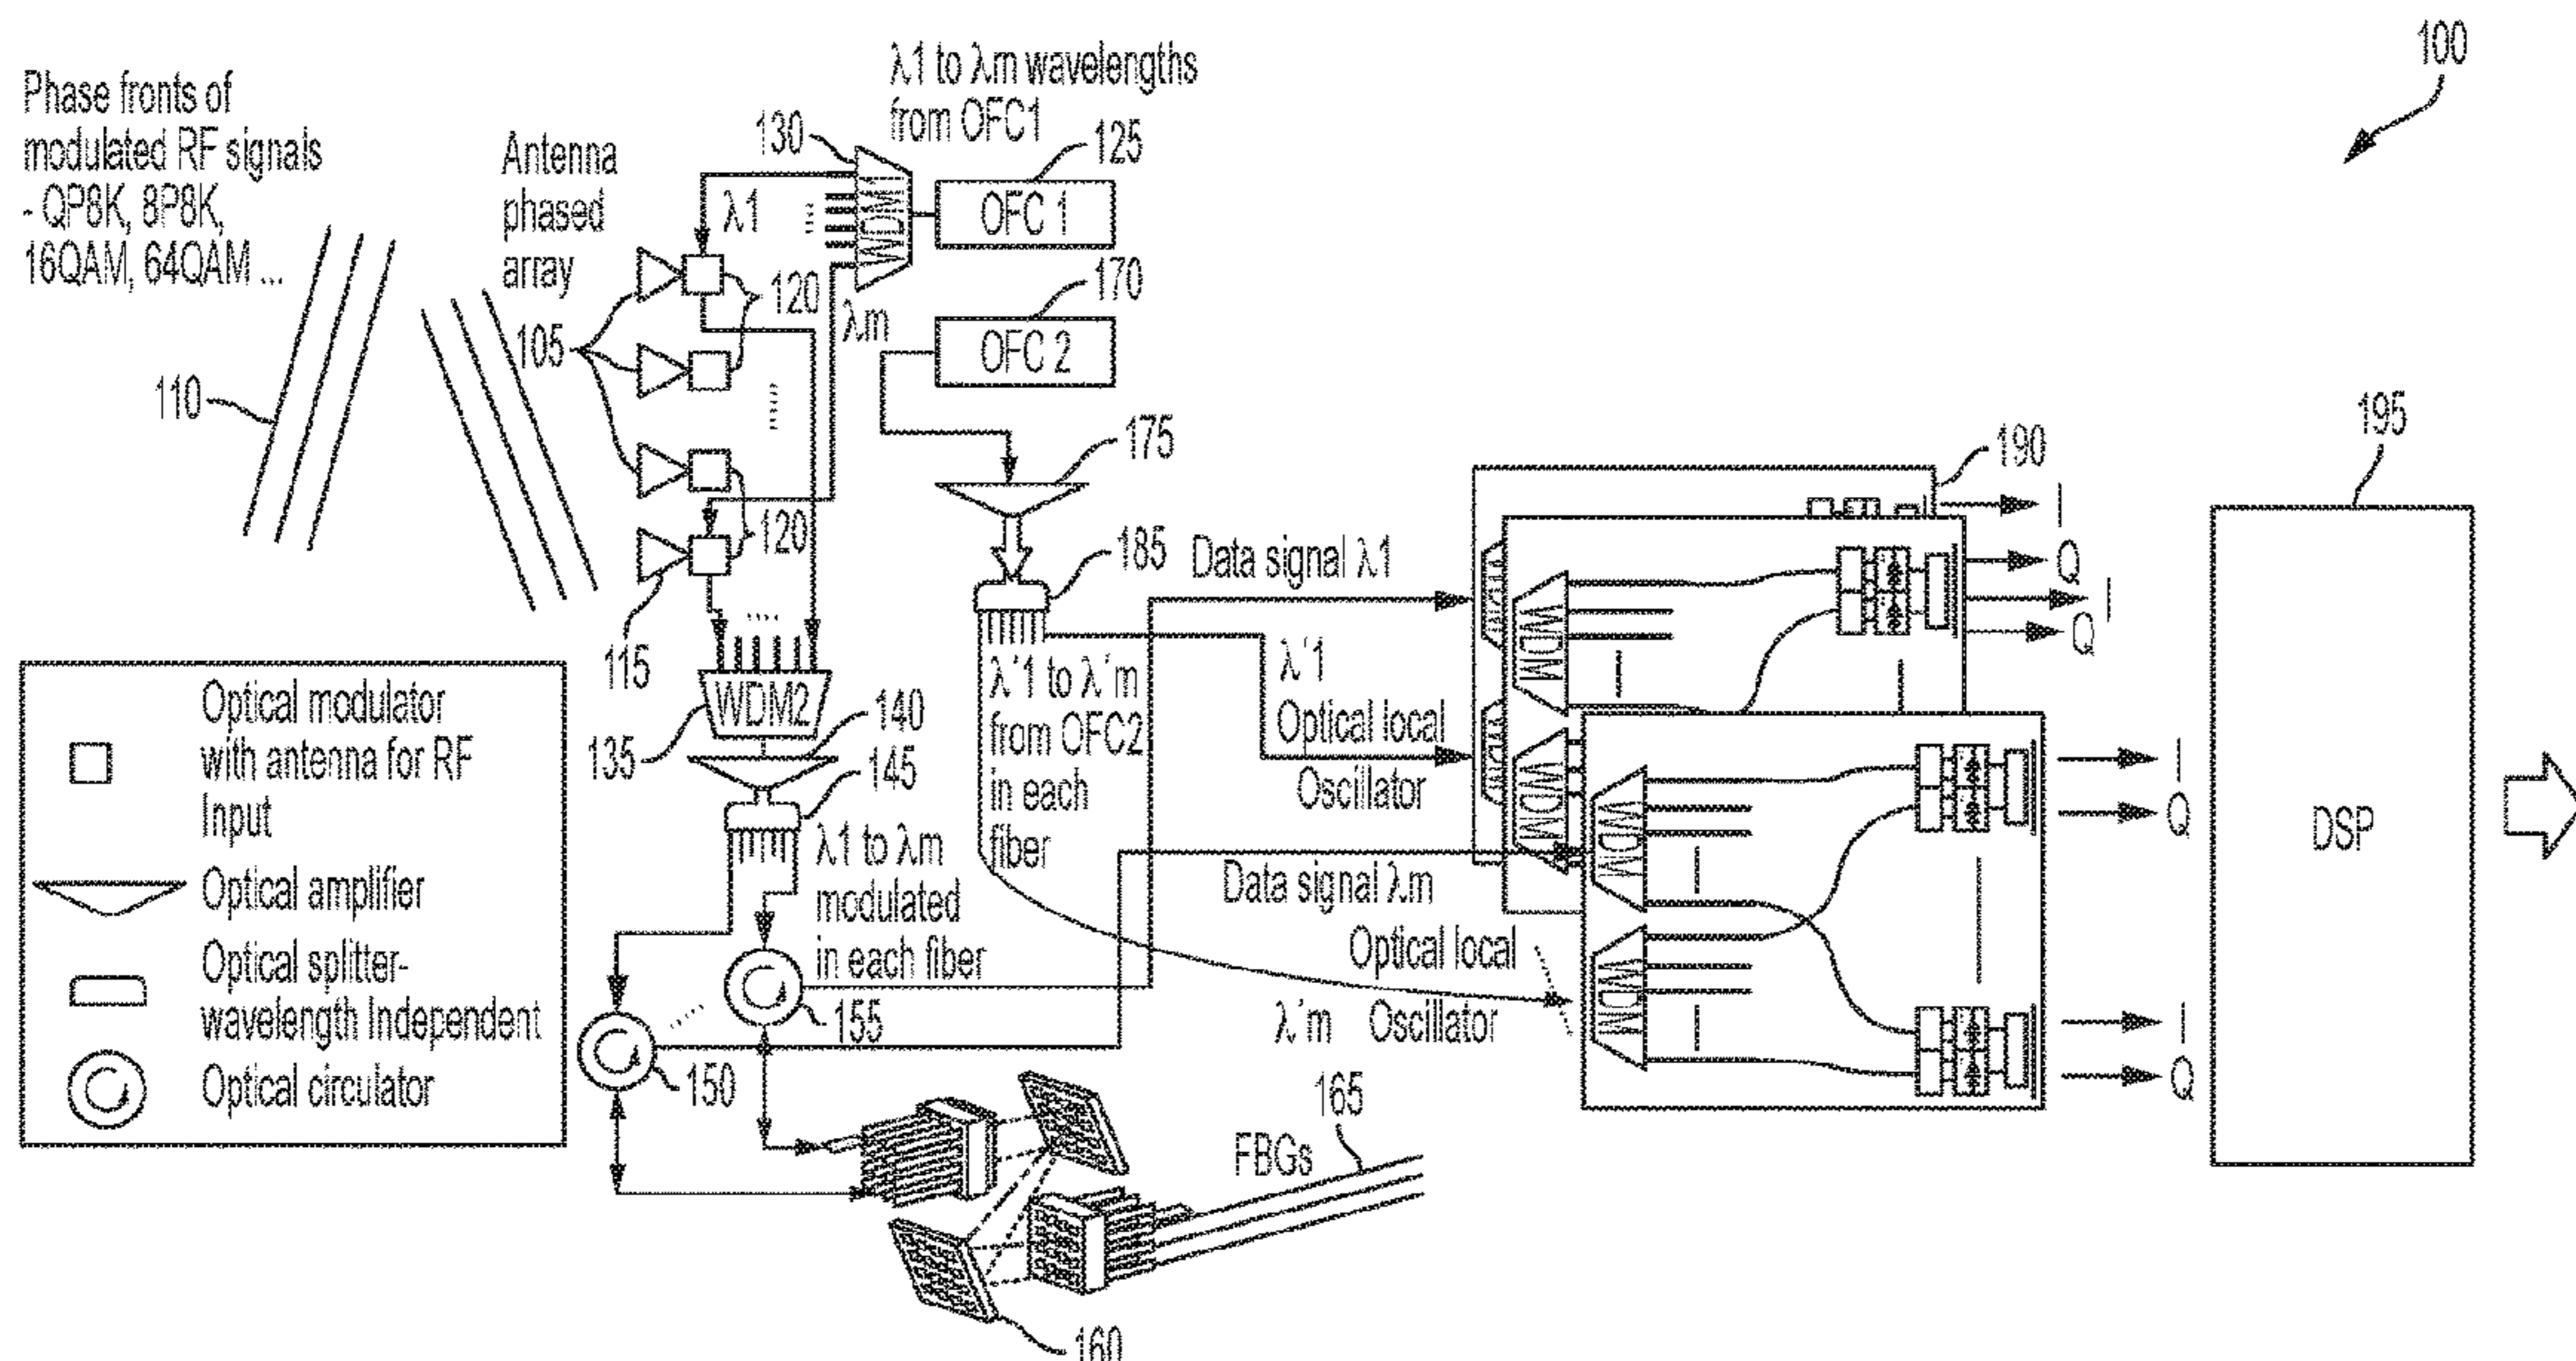 100
Phase fronts of
modulated RF signals
- QP8K, 8P8K,
16QAM, 64QAM ...
110
Antenna
phased
array
105
115
120
120
λ1 to λm wavelengths
from OFC1
130
WDM
λ1
λm
125
OFC 1
170
OFC 2
175
185
λ'1 to λ'm
from OFC2
in each
fiber
WDM2
135
140
145
λ1 to λm
modulated
in each fiber
155
150
Data signal λ1
λ'1
Optical local
Oscillator
Data signal λm
Optical local
λ'm Oscillator
190
WDM
WDM
WDM
WDM
WDM
WDM
I
Q
I
Q
I
Q
I
Q
195
DSP
FBGs
165
160
Optical modulator
with antenna for RF
Input
Optical amplifier
Optical splitter-
wavelength Independent
Optical circulator